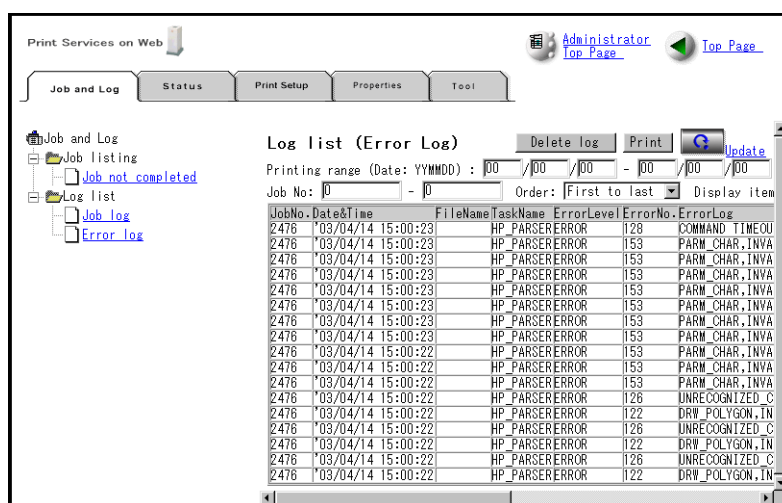 Print Services on Web
Administrator
Top Page
Top Page
Job and Log
Status
Print Setup
Properties
Tool
Job and Log
Job listing
Job not completed
Log list
Job log
Error log
Log list (Error Log)
Delete log
Print
Update
Printing range (Date: YYMMDD) : 00 /00 /00 - 00 /00 /00
Job No: 0 - 0 Order: First to last Display item
JobNo. Date&Time FileName TaskName ErrorLevel ErrorNo. ErrorLog
2476 '03/04/14 15:00:23 HP_PARSER ERROR 128 COMMAND TIMEOU
2476 '03/04/14 15:00:23 HP_PARSER ERROR 153 PARM_CHAR,INVA
2476 '03/04/14 15:00:23 HP_PARSER ERROR 153 PARM_CHAR,INVA
2476 '03/04/14 15:00:23 HP_PARSER ERROR 153 PARM_CHAR,INVA
2476 '03/04/14 15:00:23 HP_PARSER ERROR 153 PARM_CHAR,INVA
2476 '03/04/14 15:00:23 HP_PARSER ERROR 153 PARM_CHAR,INVA
2476 '03/04/14 15:00:23 HP_PARSER ERROR 153 PARM_CHAR,INVA
2476 '03/04/14 15:00:23 HP_PARSER ERROR 153 PARM_CHAR,INVA
2476 '03/04/14 15:00:22 HP_PARSER ERROR 153 PARM_CHAR,INVA
2476 '03/04/14 15:00:22 HP_PARSER ERROR 153 PARM_CHAR,INVA
2476 '03/04/14 15:00:22 HP_PARSER ERROR 153 PARM_CHAR,INVA
2476 '03/04/14 15:00:22 HP_PARSER ERROR 126 UNRECOGNIZED_C
2476 '03/04/14 15:00:22 HP_PARSER ERROR 122 DRW_POLYGON,IN
2476 '03/04/14 15:00:22 HP_PARSER ERROR 126 UNRECOGNIZED_C
2476 '03/04/14 15:00:22 HP_PARSER ERROR 122 DRW_POLYGON,IN
2476 '03/04/14 15:00:22 HP_PARSER ERROR 126 UNRECOGNIZED_C
2476 '03/04/14 15:00:22 HP_PARSER ERROR 122 DRW_POLYGON,IN